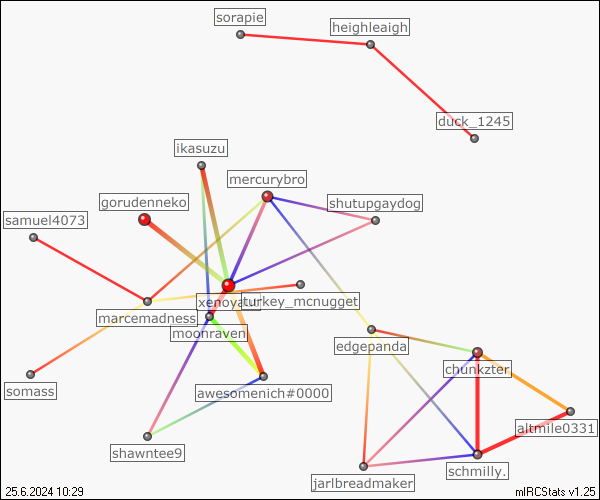 sorapie
heighleaigh
duck_1245
ikasuzu
mercurybro
gorudenneko
shutupgaydog
samuel4073
turkey_mcnugget
marcemadness
moonraven
edgepanda
chunkzter
somass
awesomenich#0000
altmile0331
shawntee9
schmilly.
jarlbreadmaker
25.6.2024 10:29
mIRCStats v1.25